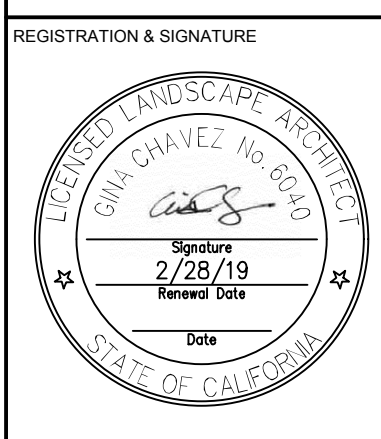 REGISTRATION & SIGNATURE
LICENSED LANDSCAPE ARCHITECT
GINA CHAVEZ No. 6040
Signature
2/28/19
Renewal Date
Date
STATE OF CALIFORNIA